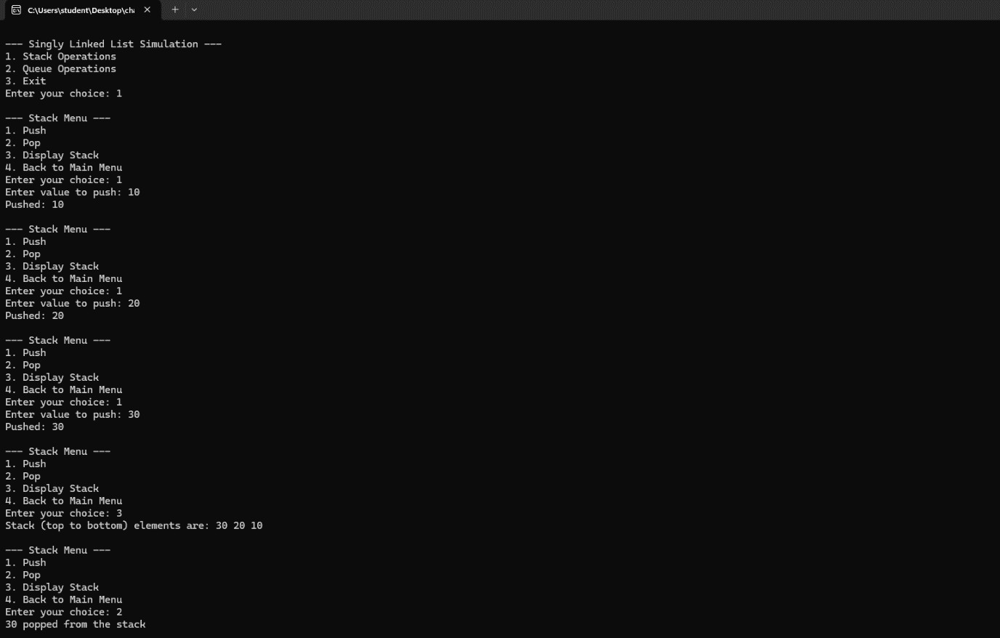 C:\Users\student\Desktop\cha
--- Singly Linked List Simulation ---
1. Stack Operations
2. Queue Operations
3. Exit
Enter your choice: 1
--- Stack Menu ---
1. Push
2. Pop
3. Display Stack
4. Back to Main Menu
Enter your choice: 1
Enter value to push: 10
Pushed: 10
--- Stack Menu ---
1. Push
2. Pop
3. Display Stack
4. Back to Main Menu
Enter your choice: 1
Enter value to push: 20
Pushed: 20
--- Stack Menu ---
1. Push
2. Pop
3. Display Stack
4. Back to Main Menu
Enter your choice: 1
Enter value to push: 30
Pushed: 30
--- Stack Menu ---
1. Push
2. Pop
3. Display Stack
4. Back to Main Menu
Enter your choice: 3
Stack (top to bottom) elements are: 30 20 10
--- Stack Menu ---
1. Push
2. Pop
3. Display Stack
4. Back to Main Menu
Enter your choice: 2
30 popped from the stack